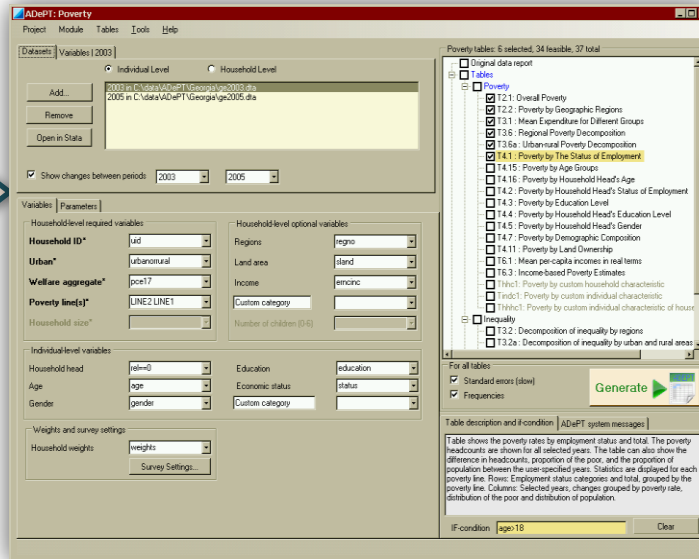 ADePT: Poverty
Project Module Tables Tools Help
Datasets Variables | 2003
Individual Level Household Level
Add...
Remove
Open in Stata
2003 in C:\data\ADePT\Georgia\ge2003.dta
2005 in C:\data\ADePT\Georgia\ge2005.dta
Show changes between periods 2003 2005
Variables Parameters
Household-level required variables
Household ID* uid
Urban* urbanorrural
Welfare aggregate* pce17
Poverty line(s)* LINE2 LINE1
Household size*
Household-level optional variables
Regions regno
Land area sland
Income emcinc
Custom category
Number of children (0-6)
Individual-level variables
Household head rel==0
Age age
Gender gender
Education education
Economic status status
Custom category
Weights and survey settings
Household weights weights
Survey Settings...
Poverty tables: 6 selected, 34 feasible, 37 total
Original data report
Tables
Poverty
T2.1: Overall Poverty
T2.2 : Poverty by Geographic Regions
T3.1 : Mean Expenditure for Different Groups
T3.6 : Regional Poverty Decomposition
T3.6a : Urban-rural Poverty Decomposition
T4.1 : Poverty by The Status of Employment
T4.15 : Poverty by Age Groups
T4.16 : Poverty by Household Head's Age
T4.2 : Poverty by Household Head's Status of Employment
T4.3 : Poverty by Education Level
T4.4 : Poverty by Household Head's Education Level
T4.5 : Poverty by Household Head's Gender
T4.7 : Poverty by Demographic Composition
T4.11 : Poverty by Land Ownership
T6.1 : Mean per-capita incomes in real terms
T6.3 : Income-based Poverty Estimates
Thhc1: Poverty by custom household characteristic
Tindc1: Poverty by custom individual characteristic
Thhhc1: Poverty by custom individual characteristic of house
Inequality
T3.2 : Decomposition of inequality by regions
T3.2a : Decomposition of inequality by urban and rural areas
For all tables
Standard errors (slow)
Frequencies
Generate
Table description and if-condition ADePT system messages
Table shows the poverty rates by employment status and total. The poverty
headcounts are shown for all selected years. The table can also show the
difference in headcounts, proportion of the poor, and the proportion of
population between the user-specified years. Statistics are displayed for each
poverty line. Rows: Employment status categories and total, grouped by the
poverty line. Columns: Selected years, changes grouped by poverty rate,
distribution of the poor and distribution of population.
IF-condition age>18 Clear